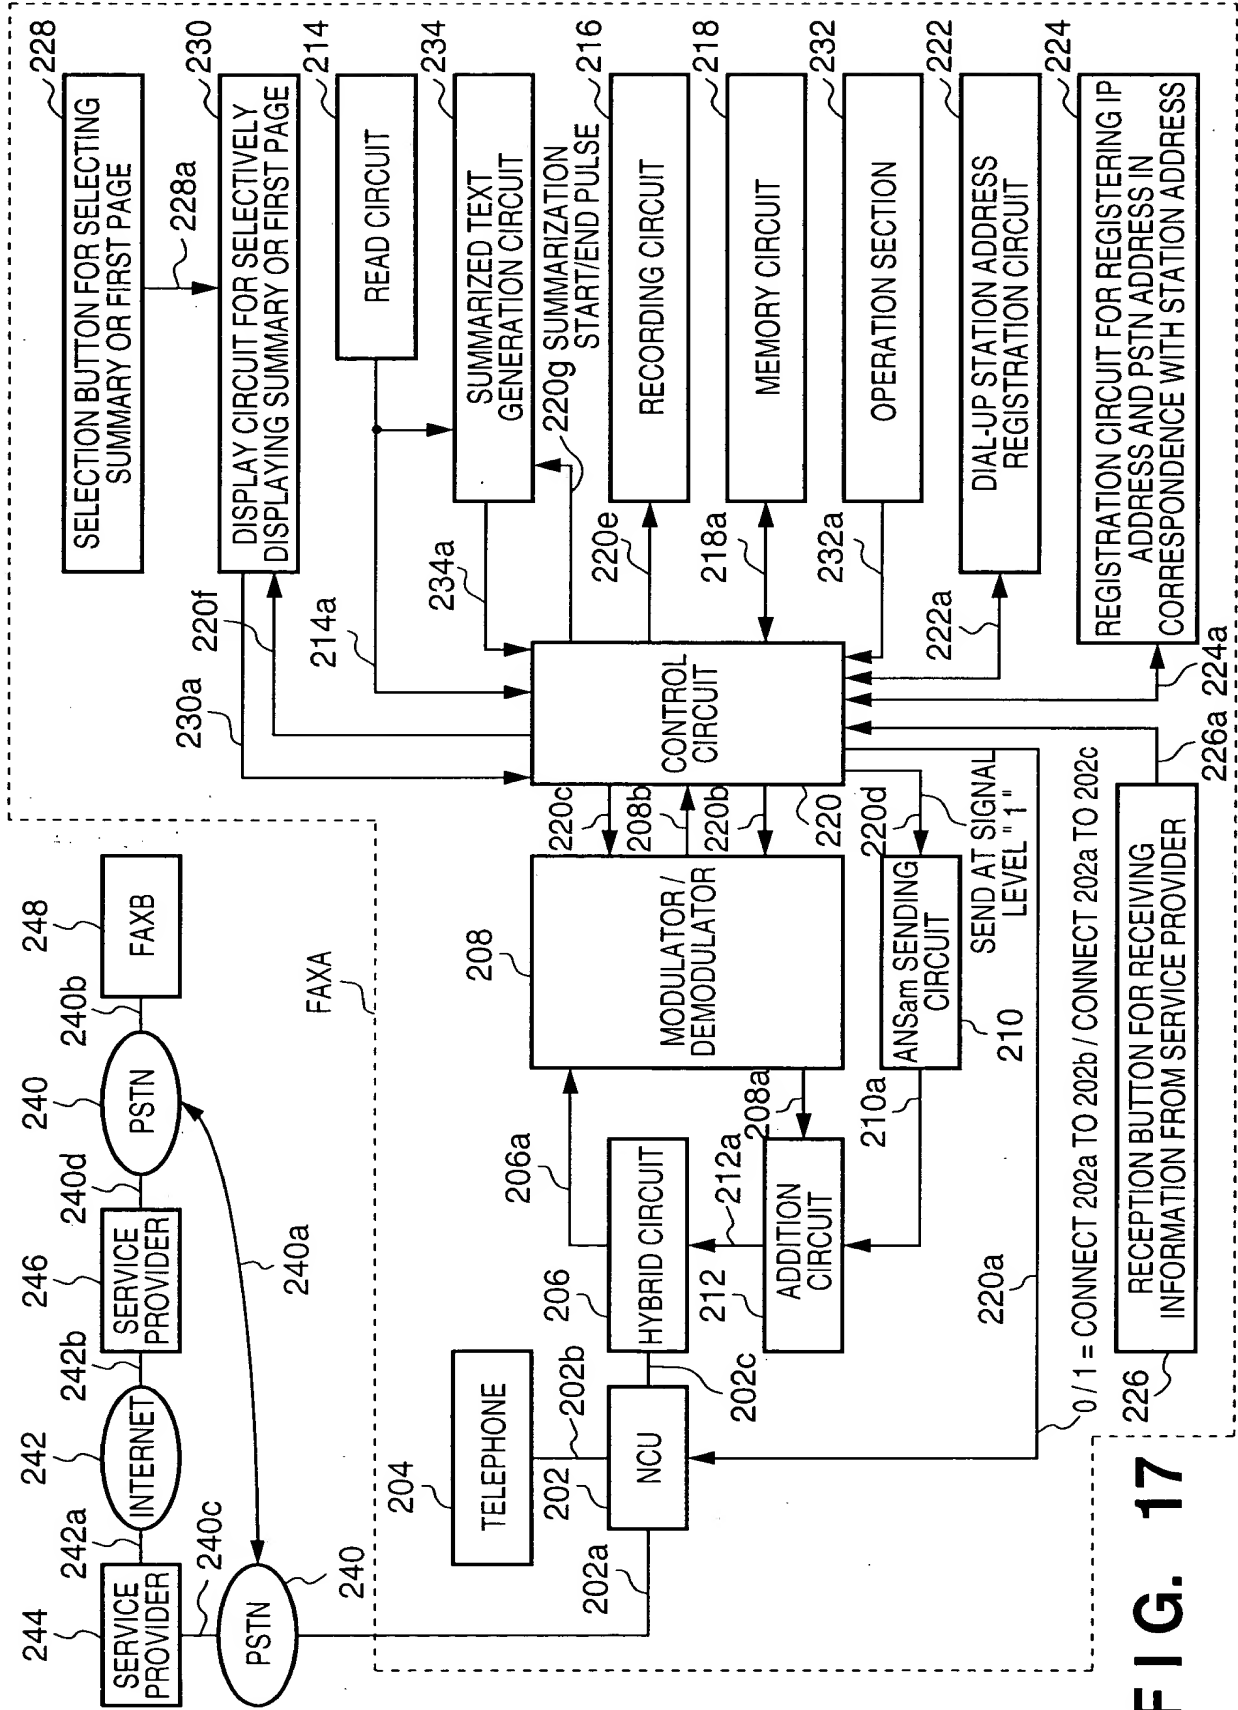 244
SERVICE
PROVIDER
242a
242
INTERNET
242b
246
SERVICE
PROVIDER
240d
240
PSTN
240b
248
FAXB
240c
PSTN
240
240a
FAXA
202a
204
TELEPHONE
202b
202
NCU
202c
206
HYBRID CIRCUIT
206a
212a
212
ADDITION
CIRCUIT
208a
208
MODULATOR/
DEMODULATOR
210a
ANSam SENDING
CIRCUIT
210
220c
208b
220b
220
220d
SEND AT SIGNAL
LEVEL "1"
CONTROL
CIRCUIT
220a
0/1 = CONNECT 202a TO 202b / CONNECT 202a TO 202c
226
RECEPTION BUTTON FOR RECEIVING
INFORMATION FROM SERVICE PROVIDER
226a
224a
230a
220f
214a
234a
220g SUMMARIZATION
START/END PULSE
220e
218a
232a
222a
228
SELECTION BUTTON FOR SELECTING
SUMMARY OR FIRST PAGE
228a
230
DISPLAY CIRCUIT FOR SELECTIVELY
DISPLAYING SUMMARY OR FIRST PAGE
214
READ CIRCUIT
234
SUMMARIZED TEXT
GENERATION CIRCUIT
216
RECORDING CIRCUIT
218
MEMORY CIRCUIT
232
OPERATION SECTION
222
DIAL-UP STATION ADDRESS
REGISTRATION CIRCUIT
224
REGISTRATION CIRCUIT FOR REGISTERING IP
ADDRESS AND PSTN ADDRESS IN
CORRESPONDENCE WITH STATION ADDRESS
FIG. 17